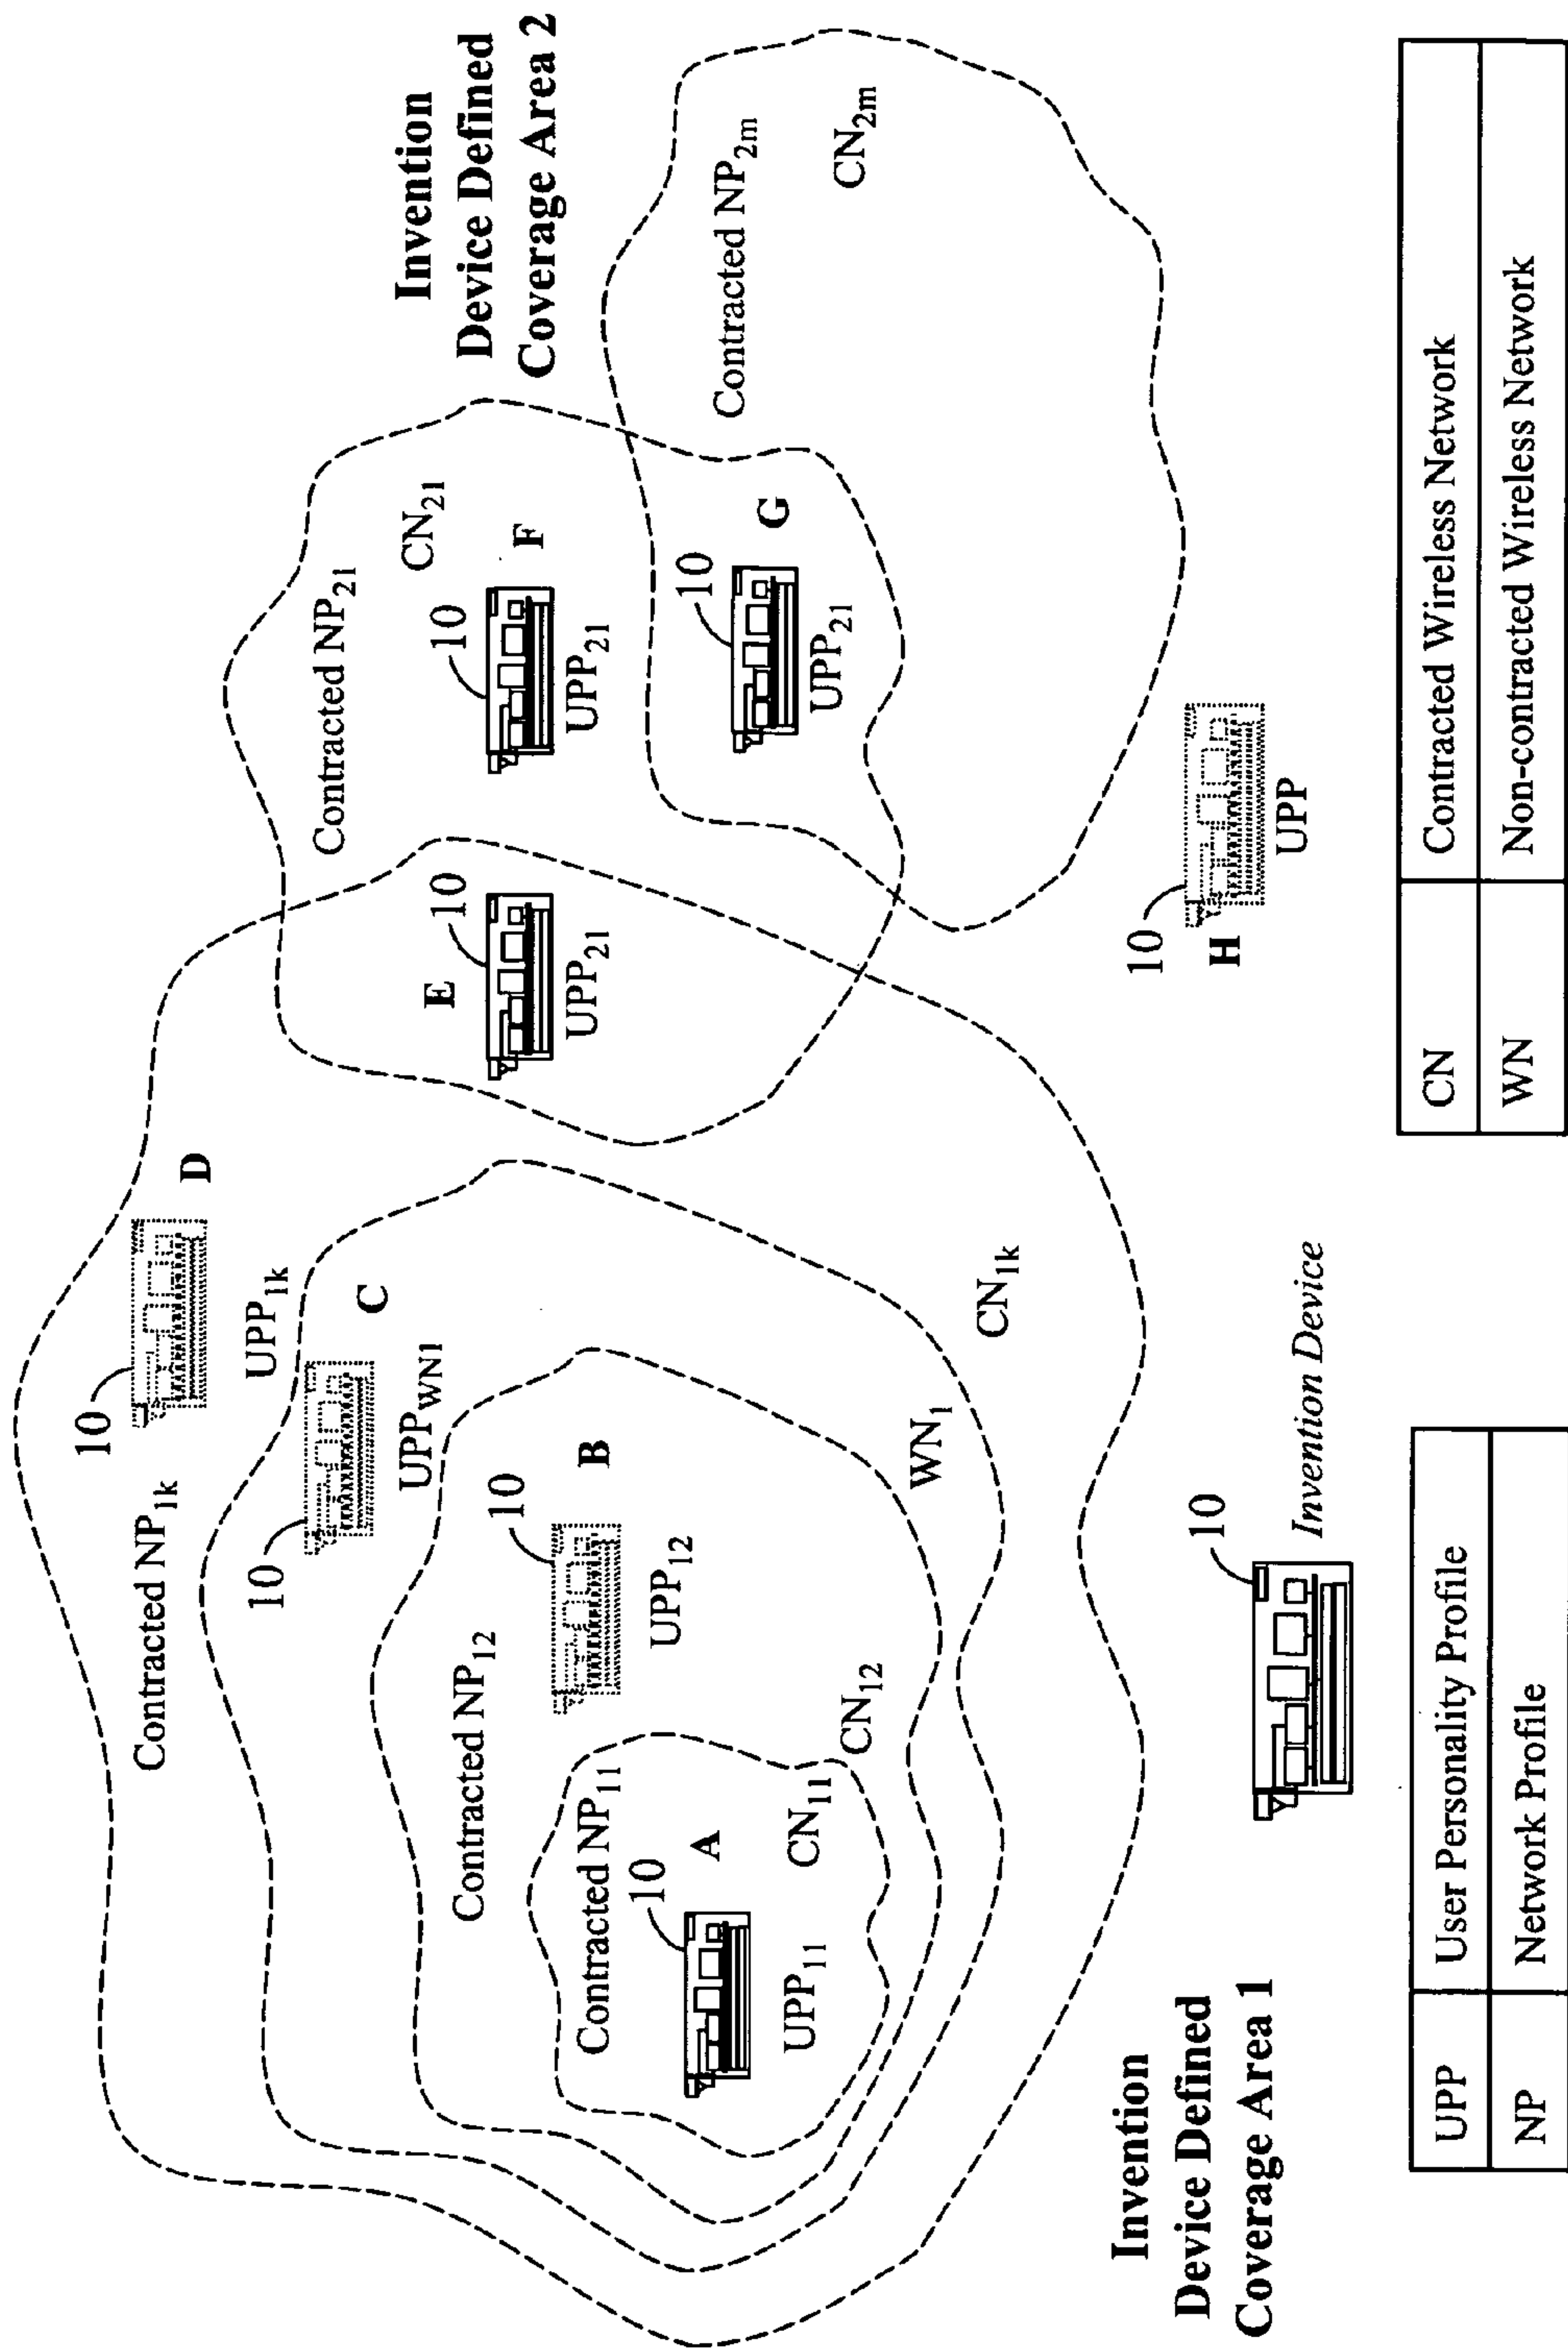 Contracted NP1k
10
D
UPP1k
10
C
UPPWN1
Contracted NP12
10
B
UPP12
Contracted NP11
10
A
UPP11
CN11
CN12
WN1
CN1k
E
10
UPP21
Contracted NP21
CN21
10
F
UPP21
10
G
UPP21
Invention
Device Defined
Coverage Area 2
Contracted NP2m
CN2m
10
H
UPP
Invention
Device Defined
Coverage Area 1
10
Invention Device
UPP User Personality Profile
NP Network Profile
CN Contracted Wireless Network
WN Non-contracted Wireless Network